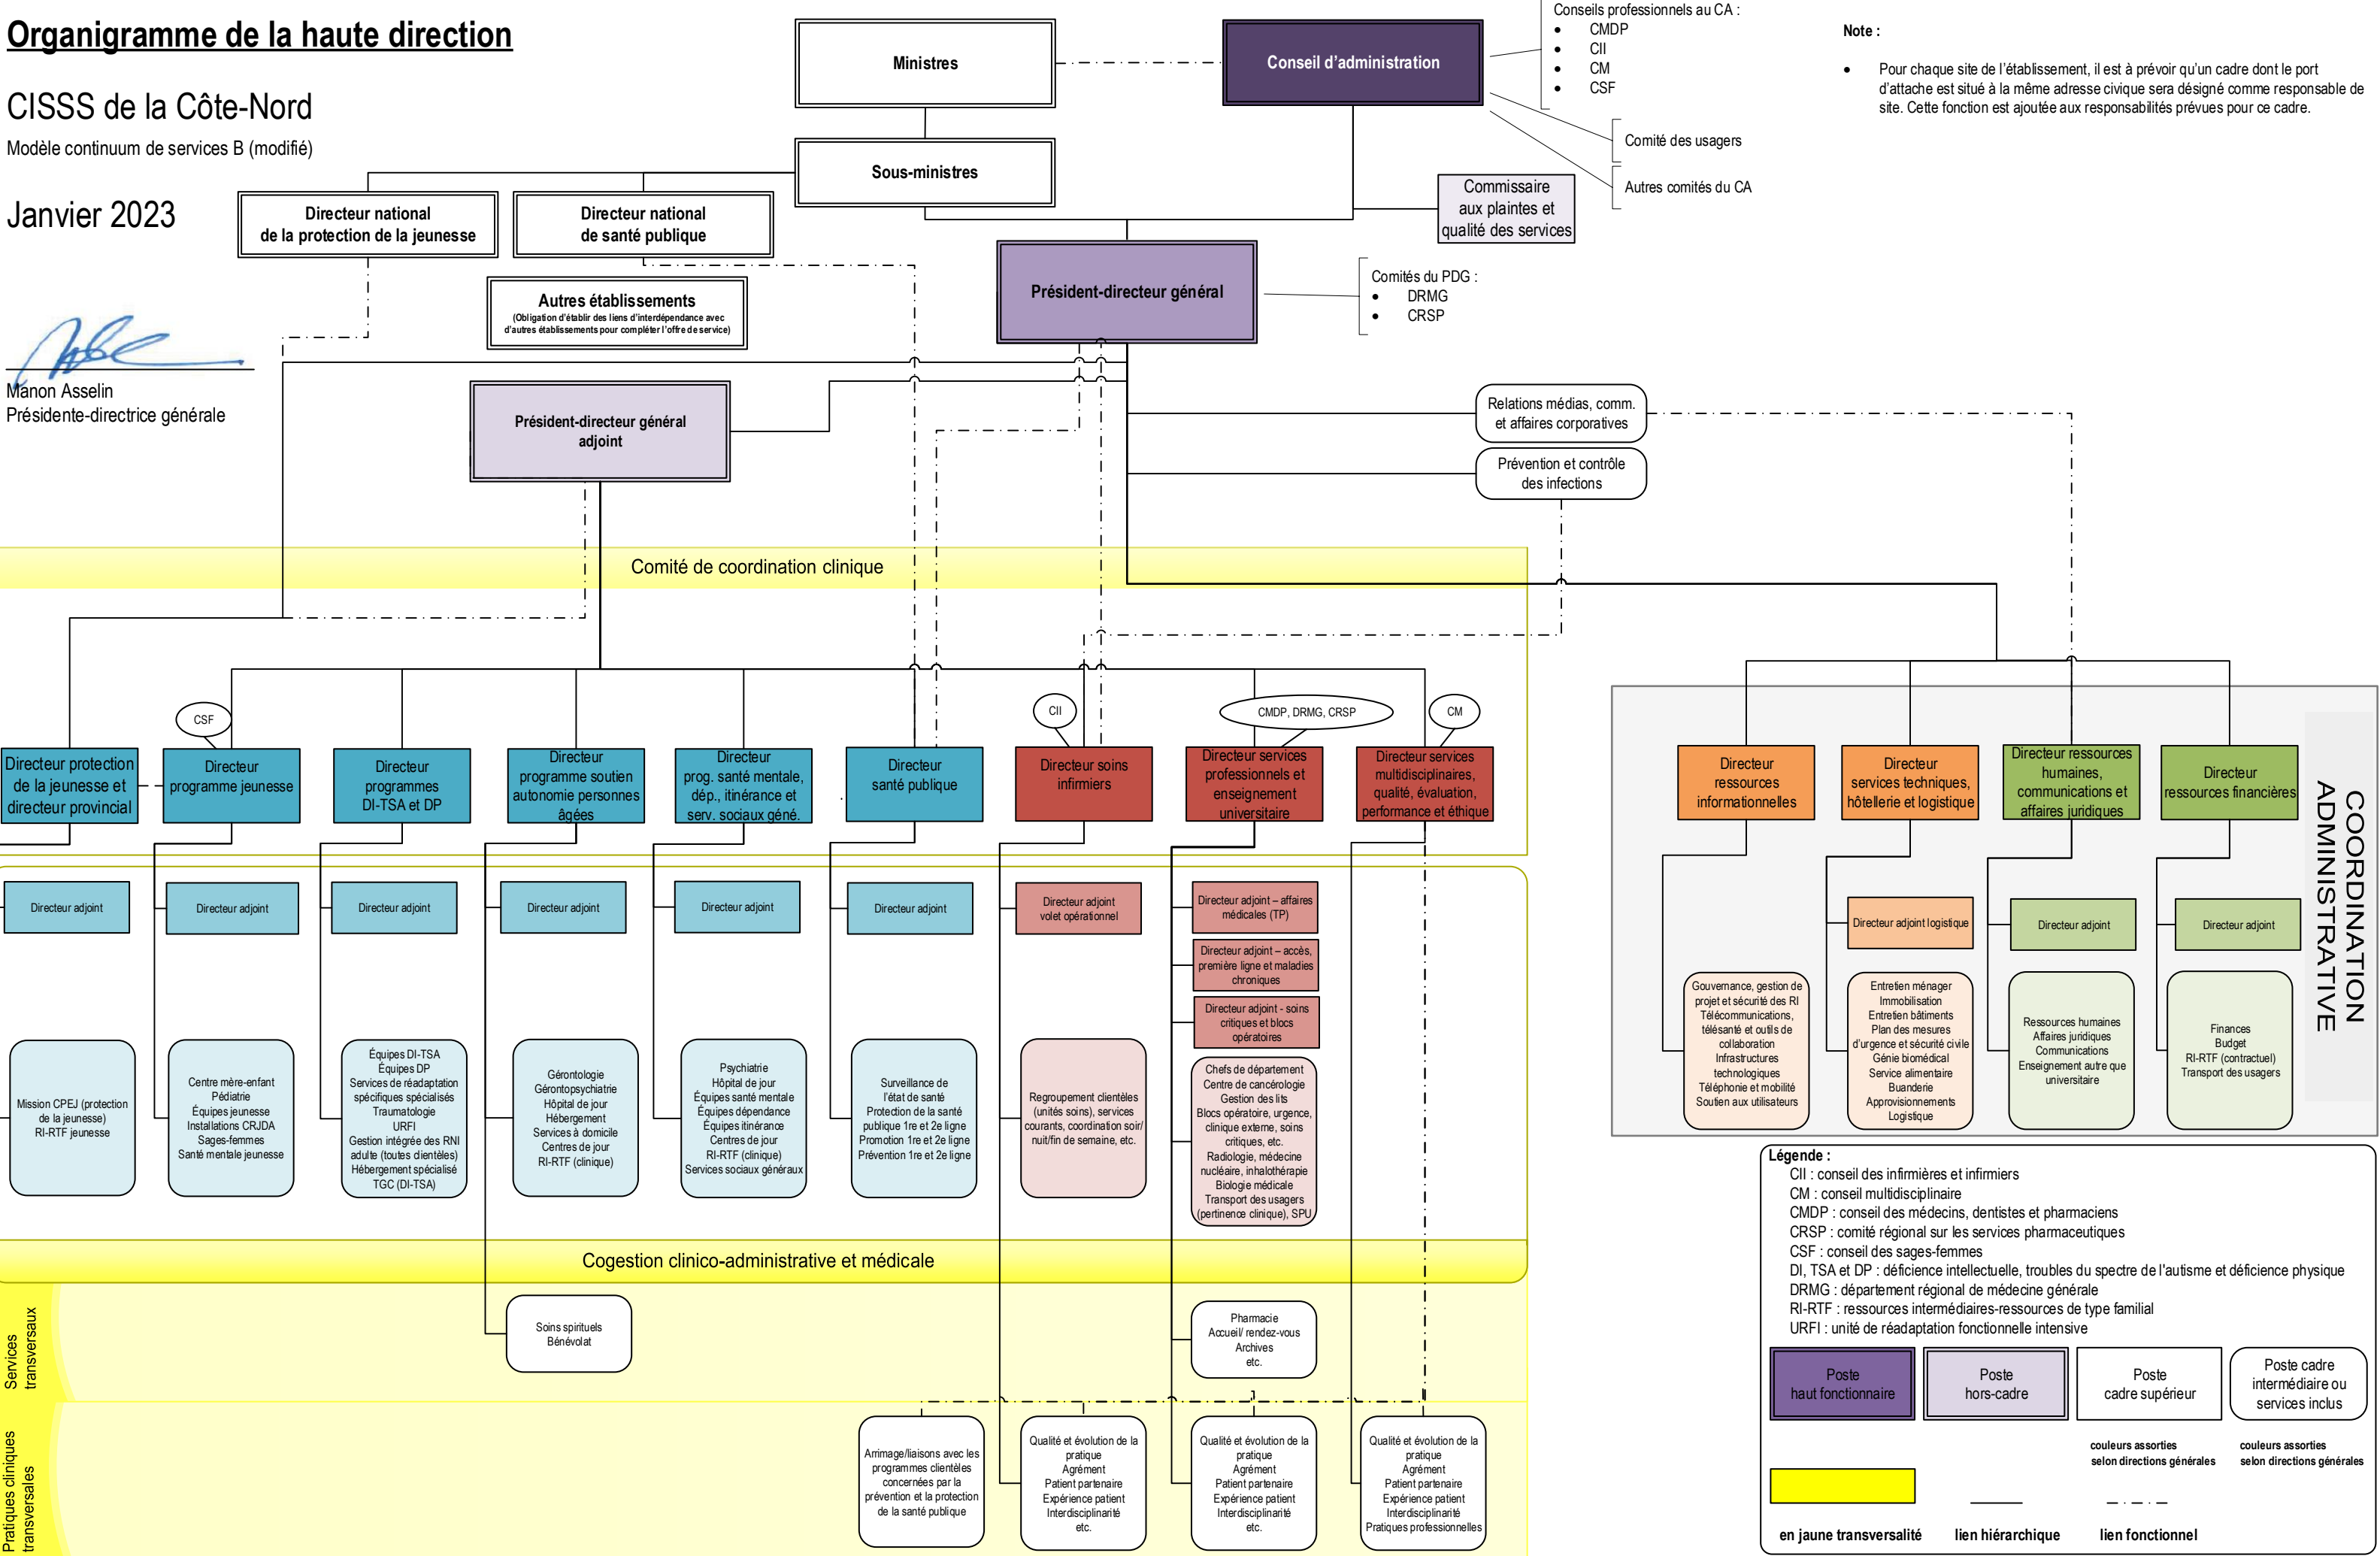 Organigramme de la haute direction
CISSS de la Côte-Nord
Modèle continuum de services B (modifié)
Janvier 2023
Manon Asselin
Présidente-directrice générale
Ministres
Conseil d'administration
Conseils professionnels au CA :
• CMDP
• CII
• CM
• CSF
Comité des usagers
Autres comités du CA
Note :
• Pour chaque site de l'établissement, il est à prévoir qu'un cadre dont le port
d'attache est situé à la même adresse civique sera désigné comme responsable de
site. Cette fonction est ajoutée aux responsabilités prévues pour ce cadre.
Sous-ministres
Directeur national
de la protection de la jeunesse
Directeur national
de santé publique
Commissaire
aux plaintes et
qualité des services
Autres établissements
(Obligation d'établir des liens d'interdépendance avec
d'autres établissements pour compléter l'offre de service)
Président-directeur général
Comités du PDG :
• DRMG
• CRSP
Président-directeur général
adjoint
Relations médias, comm.
et affaires corporatives
Prévention et contrôle
des infections
Comité de coordination clinique
CSF
CII
CMDP, DRMG, CRSP
CM
Directeur protection
de la jeunesse et
directeur provincial
Directeur
programme jeunesse
Directeur
programmes
DI-TSA et DP
Directeur
programme soutien
autonomie personnes
âgées
Directeur
prog. santé mentale,
dép., itinérance et
serv. sociaux géné.
Directeur
santé publique
Directeur soins
infirmiers
Directeur services
professionnels et
enseignement
universitaire
Directeur services
multidisciplinaires,
qualité, évaluation,
performance et éthique
Directeur
ressources
informationnelles
Directeur
services techniques,
hôtellerie et logistique
Directeur ressources
humaines,
communications et
affaires juridiques
Directeur
ressources financières
COORDINATION
ADMINISTRATIVE
Directeur adjoint
Directeur adjoint
Directeur adjoint
Directeur adjoint
Directeur adjoint
Directeur adjoint
Directeur adjoint
volet opérationnel
Directeur adjoint – affaires
médicales (TP)
Directeur adjoint – accès,
première ligne et maladies
chroniques
Directeur adjoint - soins
critiques et blocs
opératoires
Directeur adjoint logistique
Directeur adjoint
Directeur adjoint
Mission CPEJ (protection
de la jeunesse)
RI-RTF jeunesse
Centre mère-enfant
Pédiatrie
Équipes jeunesse
Installations CRJDA
Sages-femmes
Santé mentale jeunesse
Équipes DI-TSA
Équipes DP
Services de réadaptation
spécifiques spécialisés
Traumatologie
URFI
Gestion intégrée des RNI
adulte (toutes clientèles)
Hébergement spécialisé
TGC (DI-TSA)
Gérontologie
Gérontopsychiatrie
Hôpital de jour
Hébergement
Services à domicile
Centres de jour
RI-RTF (clinique)
Psychiatrie
Hôpital de jour
Équipes santé mentale
Équipes dépendance
Équipes itinérance
Centres de jour
RI-RTF (clinique)
Services sociaux généraux
Surveillance de
l'état de santé
Protection de la santé
publique 1re et 2e ligne
Promotion 1re et 2e ligne
Prévention 1re et 2e ligne
Regroupement clientèles
(unités soins), services
courants, coordination soir/
nuit/fin de semaine, etc.
Chefs de département
Centre de cancérologie
Gestion des lits
Blocs opératoire, urgence,
clinique externe, soins
critiques, etc.
Radiologie, médecine
nucléaire, inhalothérapie
Biologie médicale
Transport des usagers
(pertinence clinique), SPU
Gouvernance, gestion de
projet et sécurité des RI
Télécommunications,
télésanté et outils de
collaboration
Infrastructures
technologiques
Téléphonie et mobilité
Soutien aux utilisateurs
Entretien ménager
Immobilisation
Entretien bâtiments
Plan des mesures
d'urgence et sécurité civile
Génie biomédical
Service alimentaire
Buanderie
Approvisionnements
Logistique
Ressources humaines
Affaires juridiques
Communications
Enseignement autre que
universitaire
Finances
Budget
RI-RTF (contractuel)
Transport des usagers
Cogestion clinico-administrative et médicale
Services
transversaux
Soins spirituels
Bénévolat
Pharmacie
Accueil/ rendez-vous
Archives
etc.
Pratiques cliniques
transversales
Arrimage/liaisons avec les
programmes clientèles
concernées par la
prévention et la protection
de la santé publique
Qualité et évolution de la
pratique
Agrément
Patient partenaire
Expérience patient
Interdisciplinarité
etc.
Qualité et évolution de la
pratique
Agrément
Patient partenaire
Expérience patient
Interdisciplinarité
etc.
Qualité et évolution de la
pratique
Agrément
Patient partenaire
Expérience patient
Interdisciplinarité
Pratiques professionnelles
Légende :
CII : conseil des infirmières et infirmiers
CM : conseil multidisciplinaire
CMDP : conseil des médecins, dentistes et pharmaciens
CRSP : comité régional sur les services pharmaceutiques
CSF : conseil des sages-femmes
DI, TSA et DP : déficience intellectuelle, troubles du spectre de l'autisme et déficience physique
DRMG : département régional de médecine générale
RI-RTF : ressources intermédiaires-ressources de type familial
URFI : unité de réadaptation fonctionnelle intensive
Poste
haut fonctionnaire
Poste
hors-cadre
Poste
cadre supérieur
Poste cadre
intermédiaire ou
services inclus
couleurs assorties
selon directions générales
couleurs assorties
selon directions générales
en jaune transversalité
lien hiérarchique
lien fonctionnel